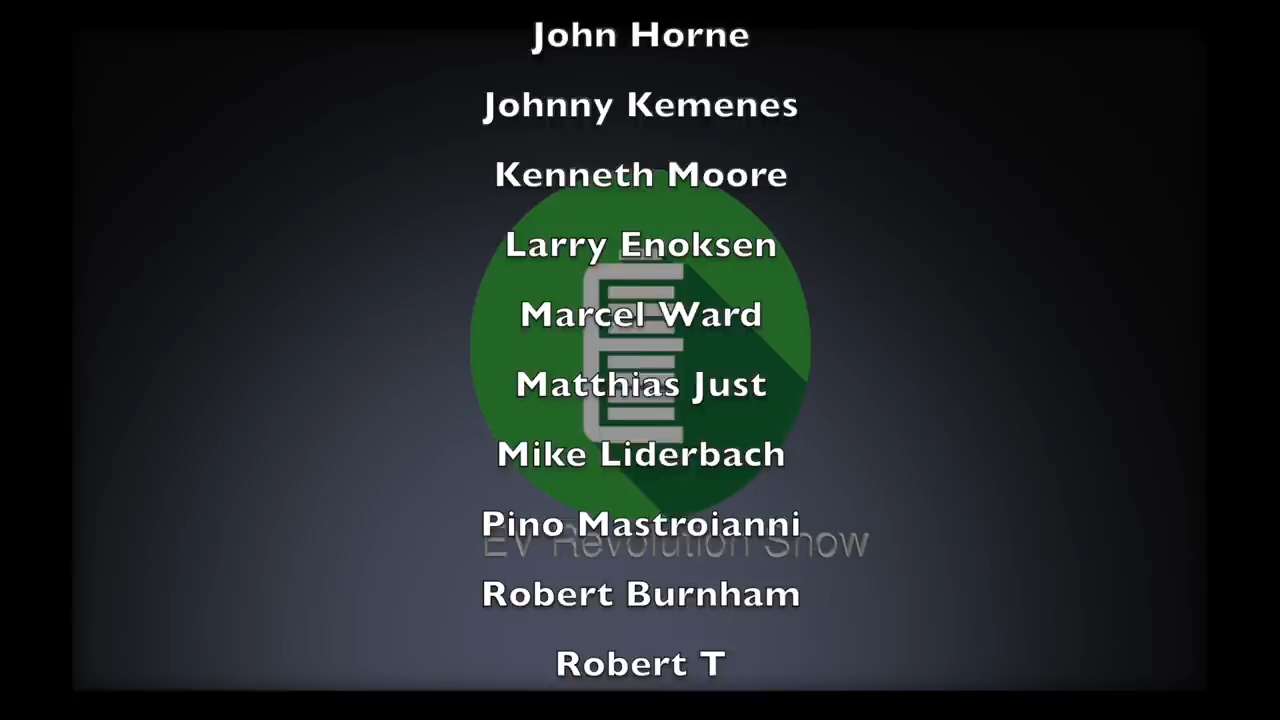 John Horne
Johnny Kemenes
Kenneth Moore
Larry Enoksen
Marcel Ward
Matthias Just
Mike Liderbach
Pino Mastroianni
EV Revolution Show
Robert Burnham
Robert T